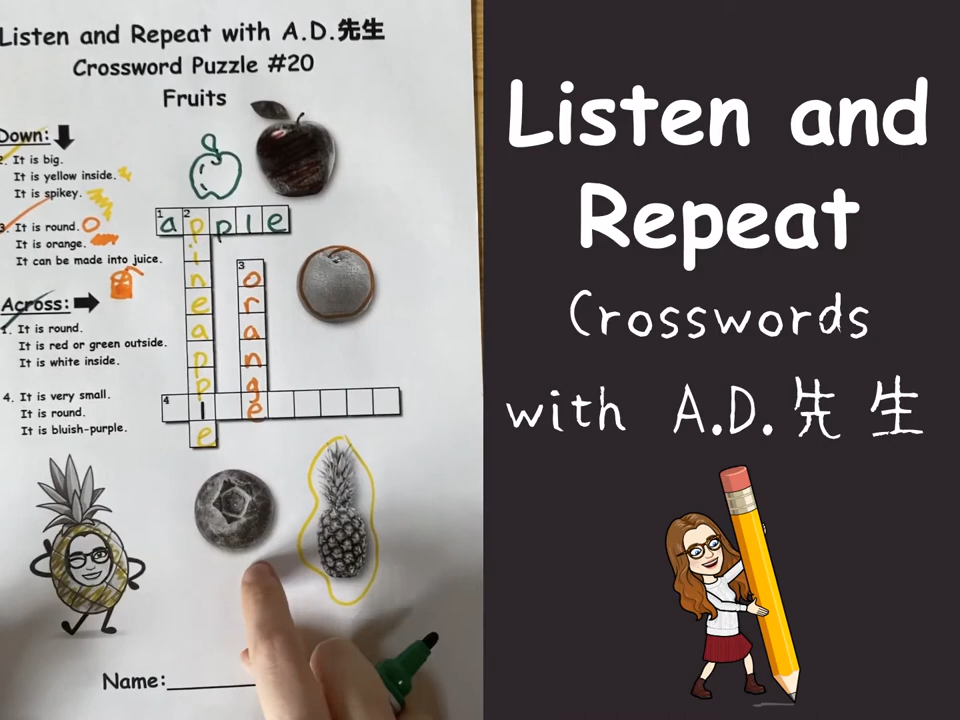 Listen and Repeat with A.D.先生
Crossword Puzzle #20
Fruits
Down:
2. It is big.
It is yellow inside.
It is spikey.
3. It is round.
It is orange.
It can be made into juice.
Across:
1. It is round.
It is red or green outside.
It is white inside.
4. It is very small.
It is round.
It is bluish-purple.
1 apple
2 pineapple
3 orange
4
Name:
Listen and
Repeat
Crosswords
with A.D.先生